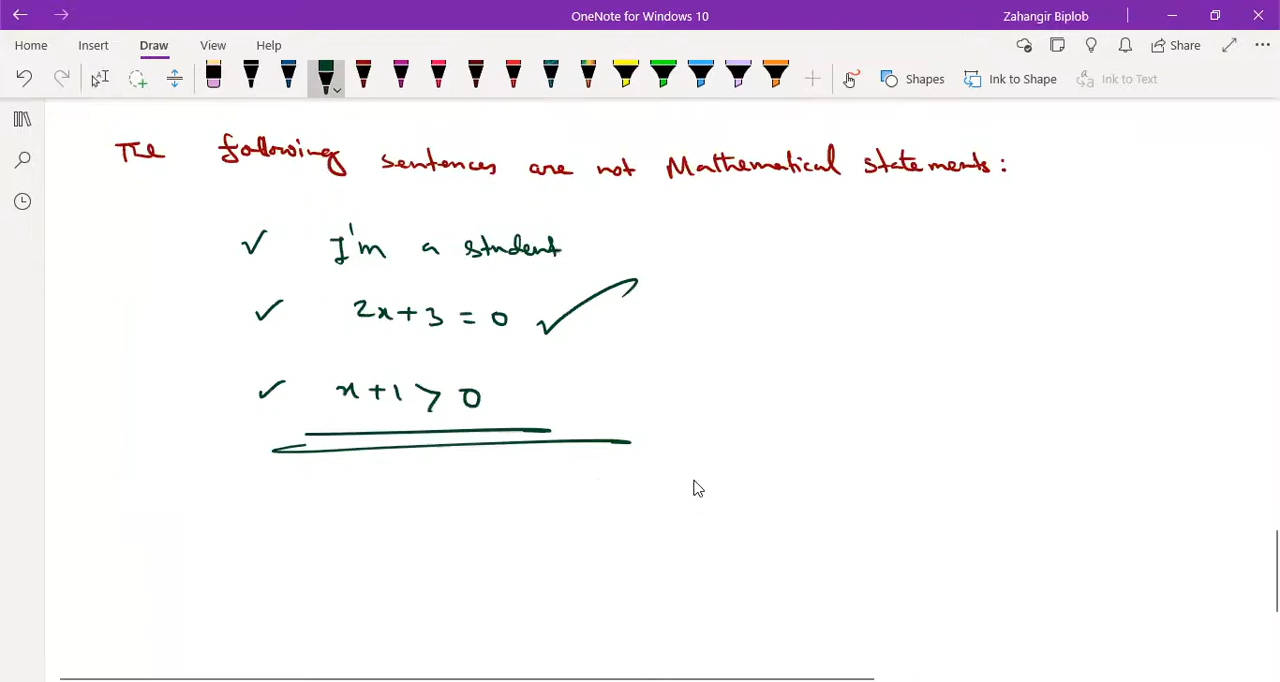 OneNote for Windows 10
Zahangir Biplob
Home Insert Draw View Help
Share
Shapes
Ink to Shape
Ink to Text
The following sentences are not Mathematical statements:
✓ I'm a student
✓ 2x+3 = 0 ✓
✓ x+1 > 0